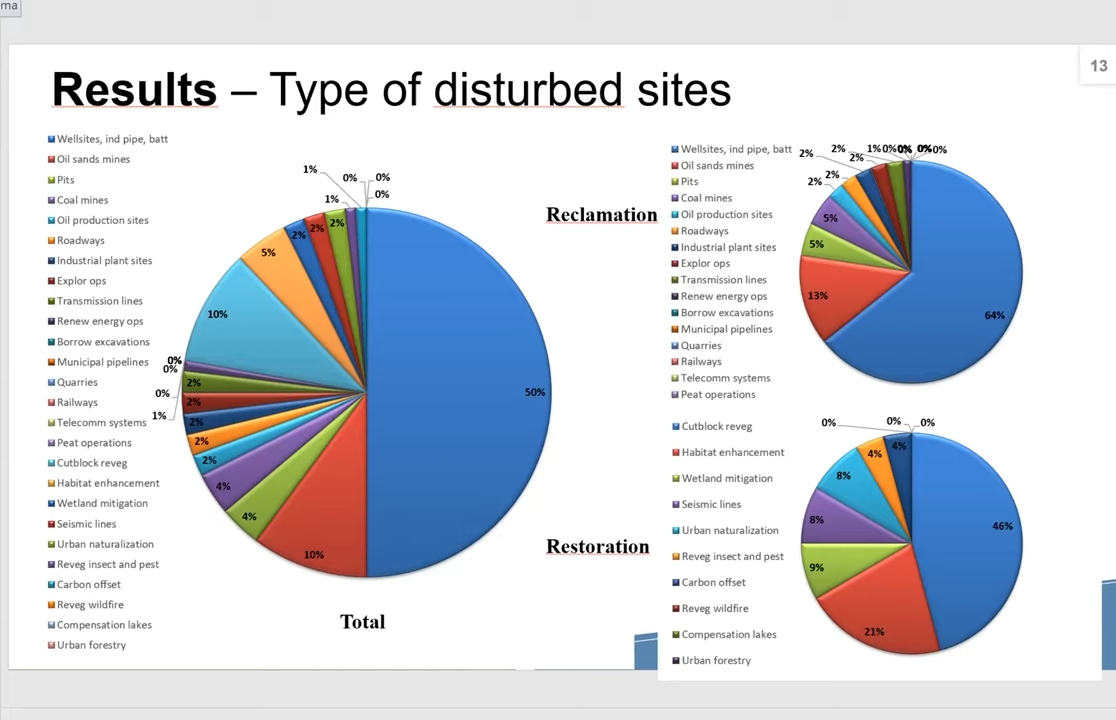 ma
13
Results – Type of disturbed sites
Wellsites, ind pipe, batt
Oil sands mines
Pits
Coal mines
Oil production sites
Roadways
Industrial plant sites
Explor ops
Transmission lines
Renew energy ops
Borrow excavations
Municipal pipelines
Quarries
Railways
Telecomm systems
Peat operations
Cutblock reveg
Habitat enhancement
Wetland mitigation
Seismic lines
Urban naturalization
Reveg insect and pest
Carbon offset
Reveg wildfire
Compensation lakes
Urban forestry
1%
0%
0%
1%
0%
2%
2%
2%
5%
10%
0%
0%
2%
0%
2%
1%
2%
2%
2%
4%
4%
10%
50%
Total
Reclamation
Wellsites, ind pipe, batt
Oil sands mines
Pits
Coal mines
Oil production sites
Roadways
Industrial plant sites
Explor ops
Transmission lines
Renew energy ops
Borrow excavations
Municipal pipelines
Quarries
Railways
Telecomm systems
Peat operations
2%
2%
2%
1%
0%
0%
0%
0%
0%
2%
2%
5%
5%
13%
64%
Restoration
Cutblock reveg
Habitat enhancement
Wetland mitigation
Seismic lines
Urban naturalization
Reveg insect and pest
Carbon offset
Reveg wildfire
Compensation lakes
Urban forestry
0%
0%
0%
4%
4%
8%
8%
9%
21%
46%